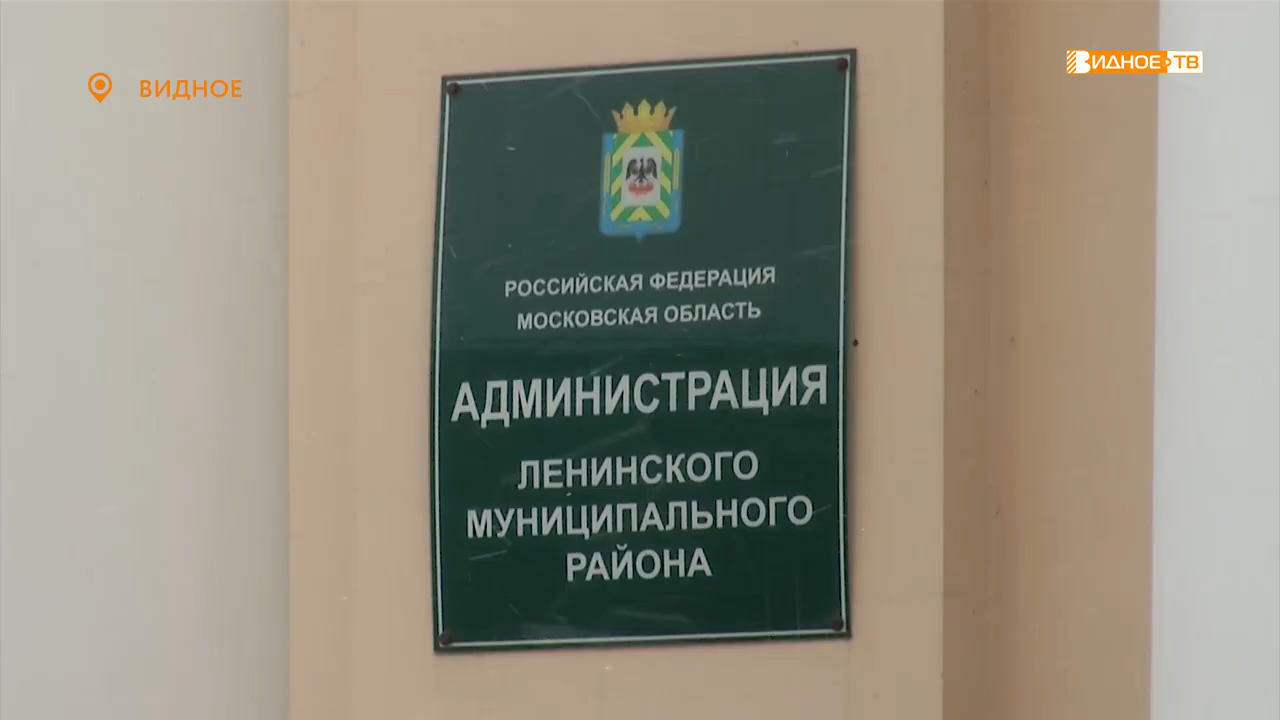 ВИДНОЕ
ВИДНОЕ ТВ
РОССИЙСКАЯ ФЕДЕРАЦИЯ
МОСКОВСКАЯ ОБЛАСТЬ
АДМИНИСТРАЦИЯ
ЛЕНИНСКОГО
МУНИЦИПАЛЬНОГО
РАЙОНА